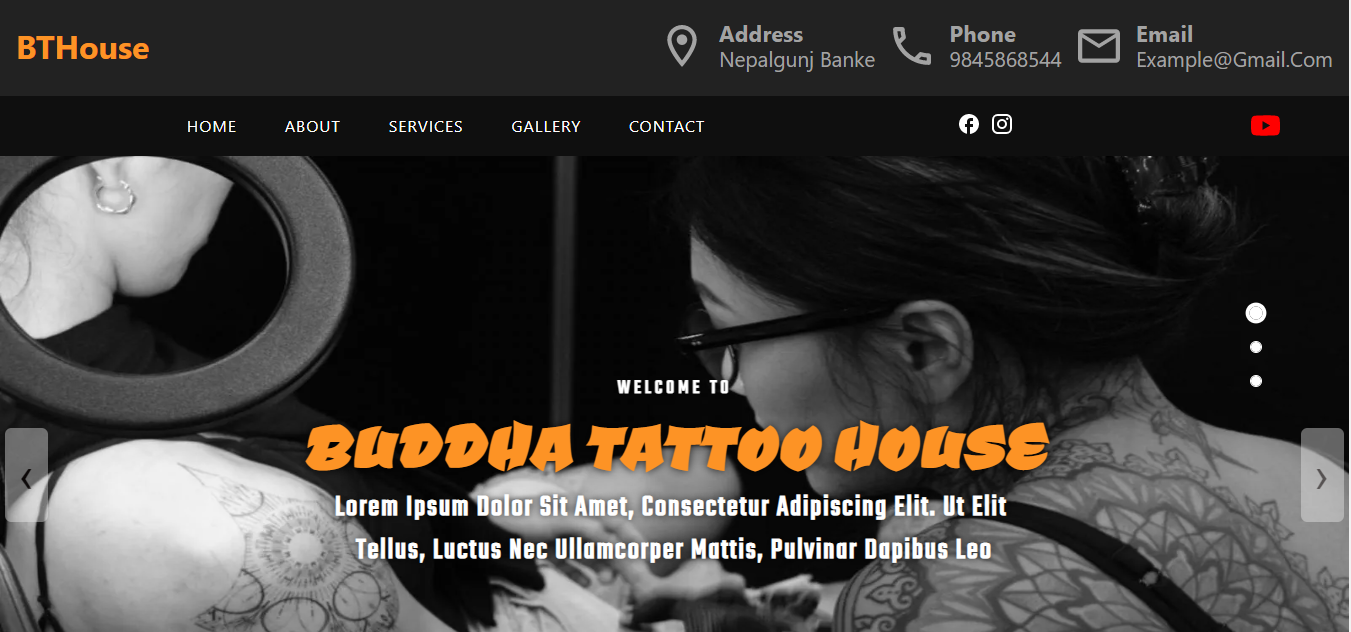 BTHouse
Address
Nepalgunj Banke
Phone
9845868544
Email
Example@Gmail.Com
HOME ABOUT SERVICES GALLERY CONTACT
WELCOME TO
BUDDHA TATTOO HOUSE
Lorem Ipsum Dolor Sit Amet, Consectetur Adipiscing Elit. Ut Elit
Tellus, Luctus Nec Ullamcorper Mattis, Pulvinar Dapibus Leo